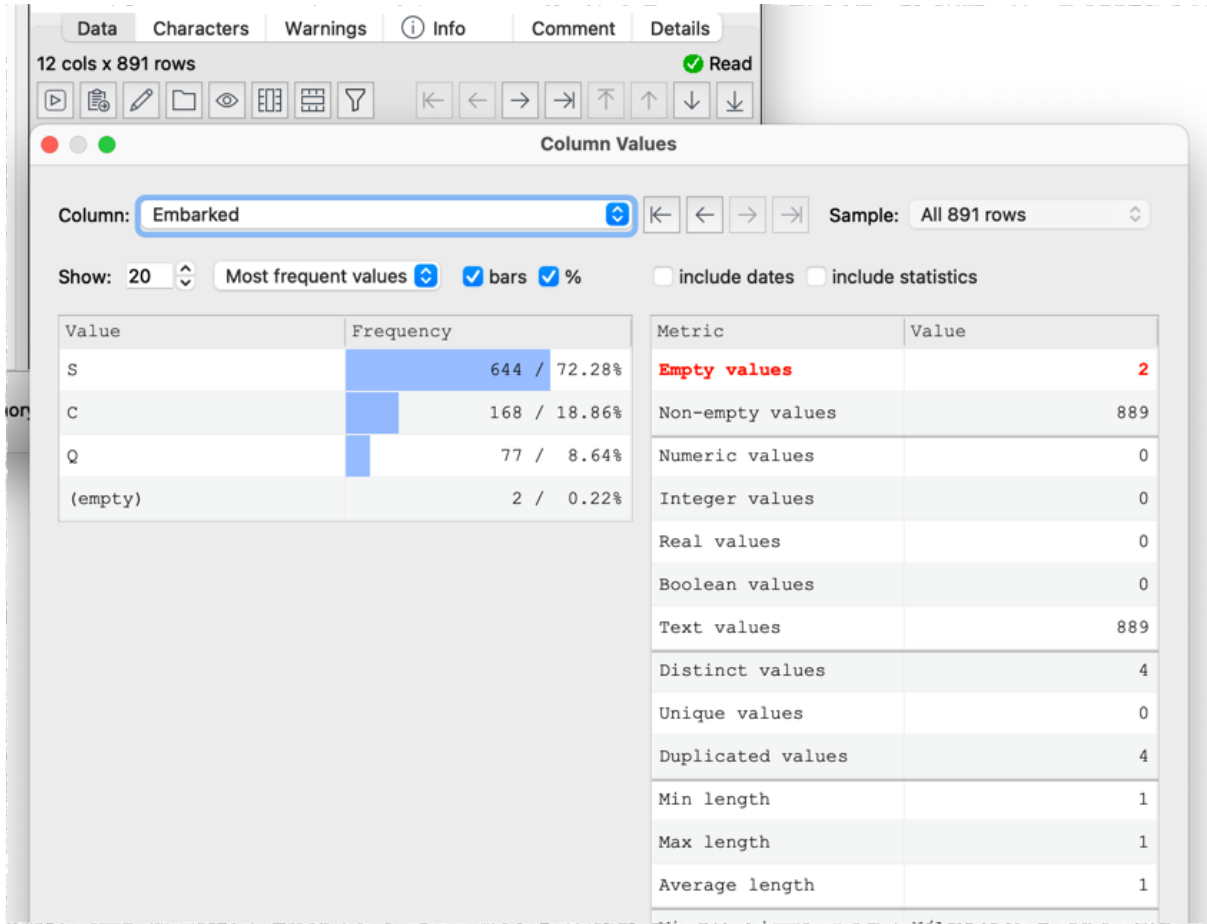 Data Characters Warnings Info Comment Details
12 cols x 891 rows Read
Column Values
Column: Embarked Sample: All 891 rows
Show: 20 Most frequent values bars % include dates include statistics
Value Frequency
S 644 / 72.28%
C 168 / 18.86%
Q 77 / 8.64%
(empty) 2 / 0.22%
Metric Value
Empty values 2
Non-empty values 889
Numeric values 0
Integer values 0
Real values 0
Boolean values 0
Text values 889
Distinct values 4
Unique values 0
Duplicated values 4
Min length 1
Max length 1
Average length 1